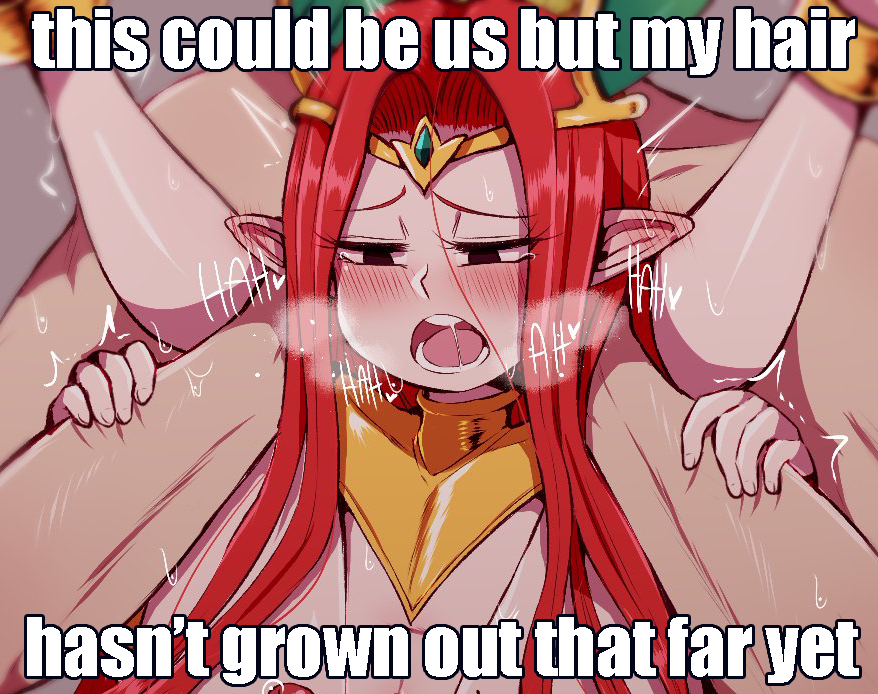 this could be us but my hair
HAH♥
HAH♥
HAH♥
AH♥
hasn't grown out that far yet